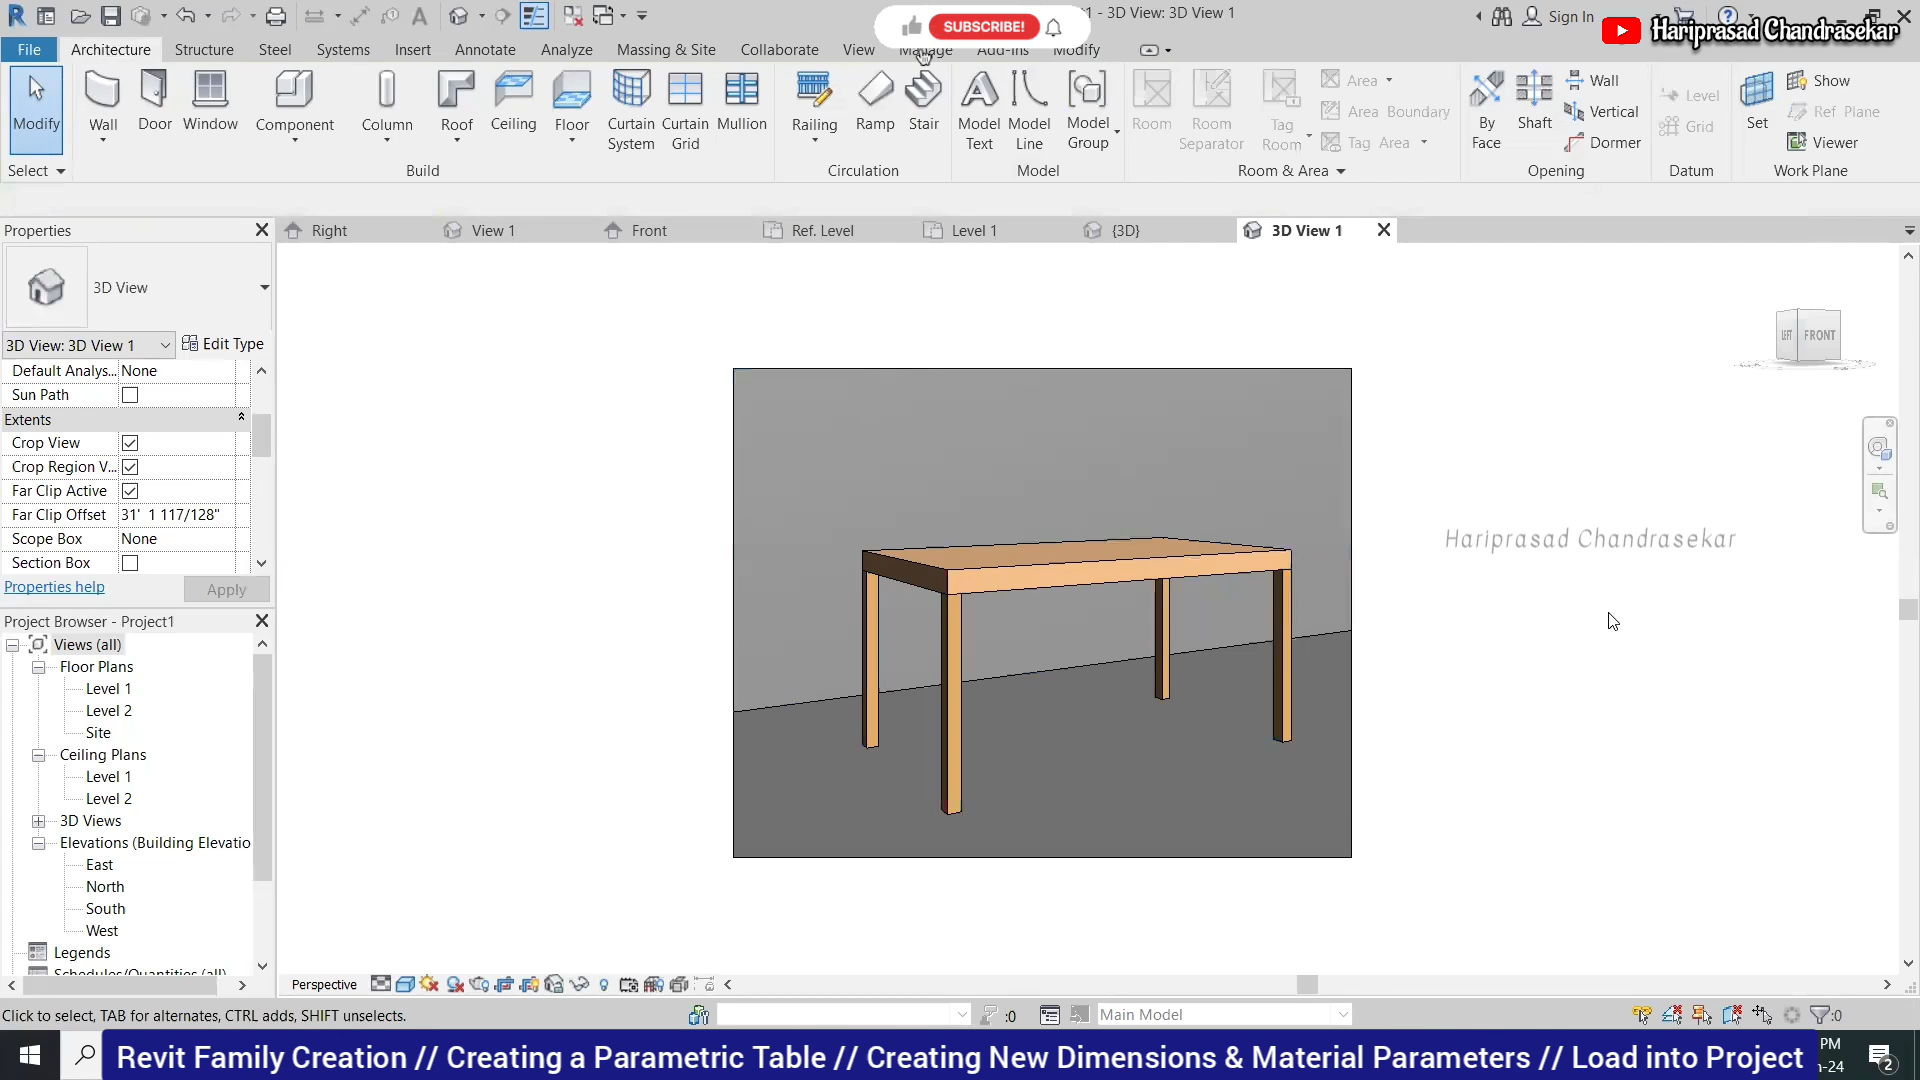 1 - 3D View: 3D View 1
Sign In
SUBSCRIBE!
Hariprasad Chandrasekar
File
Architecture
Structure
Steel
Systems
Insert
Annotate
Analyze
Massing & Site
Collaborate
View
Manage
Add-Ins
Modify
Modify
Wall
Door
Window
Component
Column
Roof
Ceiling
Floor
Curtain System
Curtain Grid
Mullion
Railing
Ramp
Stair
Model Text
Model Line
Model Group
Room
Room Separator
Tag Room
Area
Area Boundary
Tag Area
By Face
Shaft
Wall
Vertical
Dormer
Level
Grid
Set
Show
Ref Plane
Viewer
Select
Build
Circulation
Model
Room & Area
Opening
Datum
Work Plane
Properties
Right
View 1
Front
Ref. Level
Level 1
{3D}
3D View 1
3D View
3D View: 3D View 1
Edit Type
Default Analys... None
Sun Path
Extents
Crop View
Crop Region V...
Far Clip Active
Far Clip Offset 31' 1 117/128"
Scope Box None
Section Box
Properties help
Apply
LEFT
FRONT
Hariprasad Chandrasekar
Project Browser - Project1
Views (all)
Floor Plans
Level 1
Level 2
Site
Ceiling Plans
Level 1
Level 2
3D Views
Elevations (Building Elevatio
East
North
South
West
Legends
Schedules/Quantities (all)
Perspective
Click to select, TAB for alternates, CTRL adds, SHIFT unselects.
:0
Main Model
:0
Revit Family Creation // Creating a Parametric Table // Creating New Dimensions & Material Parameters // Load into Project
PM
-24
2